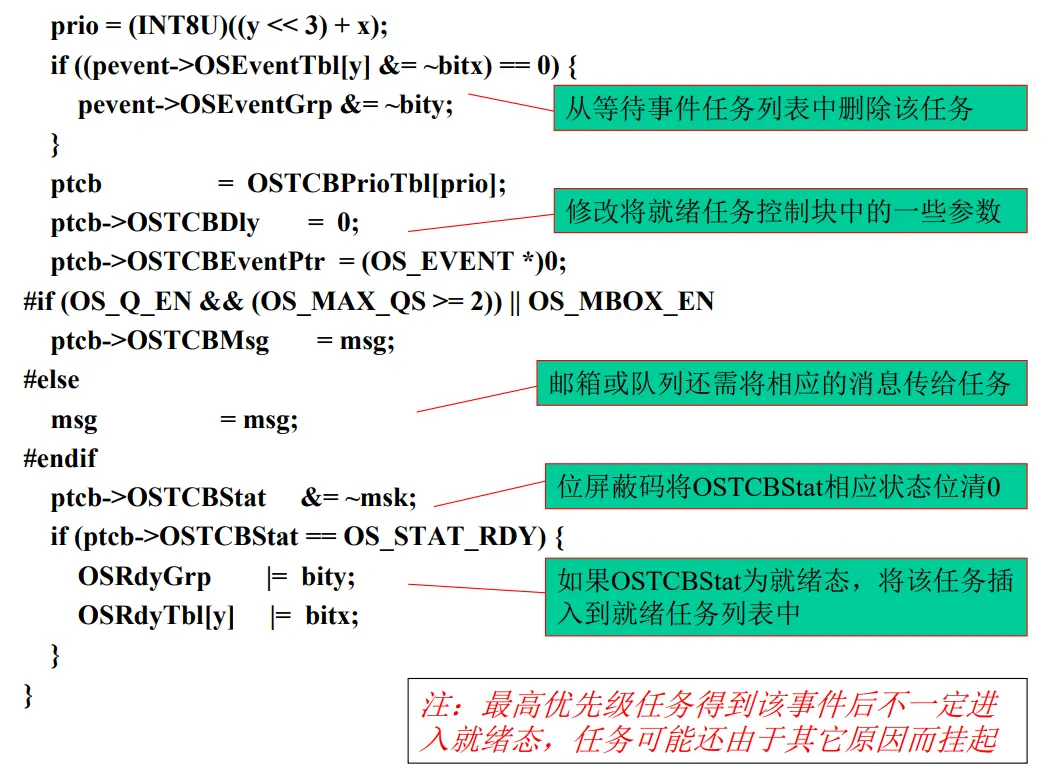 prio = (INT8U)((y << 3) + x);
if ((pevent->OSEventTbl[y] &= ~bitx) == 0) {
pevent->OSEventGrp &= ~bity;
从等待事件任务列表中删除该任务
}
ptcb = OSTCBPrioTbl[prio];
ptcb->OSTCBDly = 0;
修改将就绪任务控制块中的一些参数
ptcb->OSTCBEventPtr = (OS_EVENT *)0;
#if (OS_Q_EN && (OS_MAX_QS >= 2)) || OS_MBOX_EN
ptcb->OSTCBMsg = msg;
#else
邮箱或队列还需将相应的消息传给任务
msg = msg;
#endif
ptcb->OSTCBStat &= ~msk;
位屏蔽码将OSTCBStat相应状态位清0
if (ptcb->OSTCBStat == OS_STAT_RDY) {
OSRdyGrp |= bity;
OSRdyTbl[y] |= bitx;
如果OSTCBStat为就绪态，将该任务插
入到就绪任务列表中
}
}
注：最高优先级任务得到该事件后不一定进
入就绪态，任务可能还由于其它原因而挂起